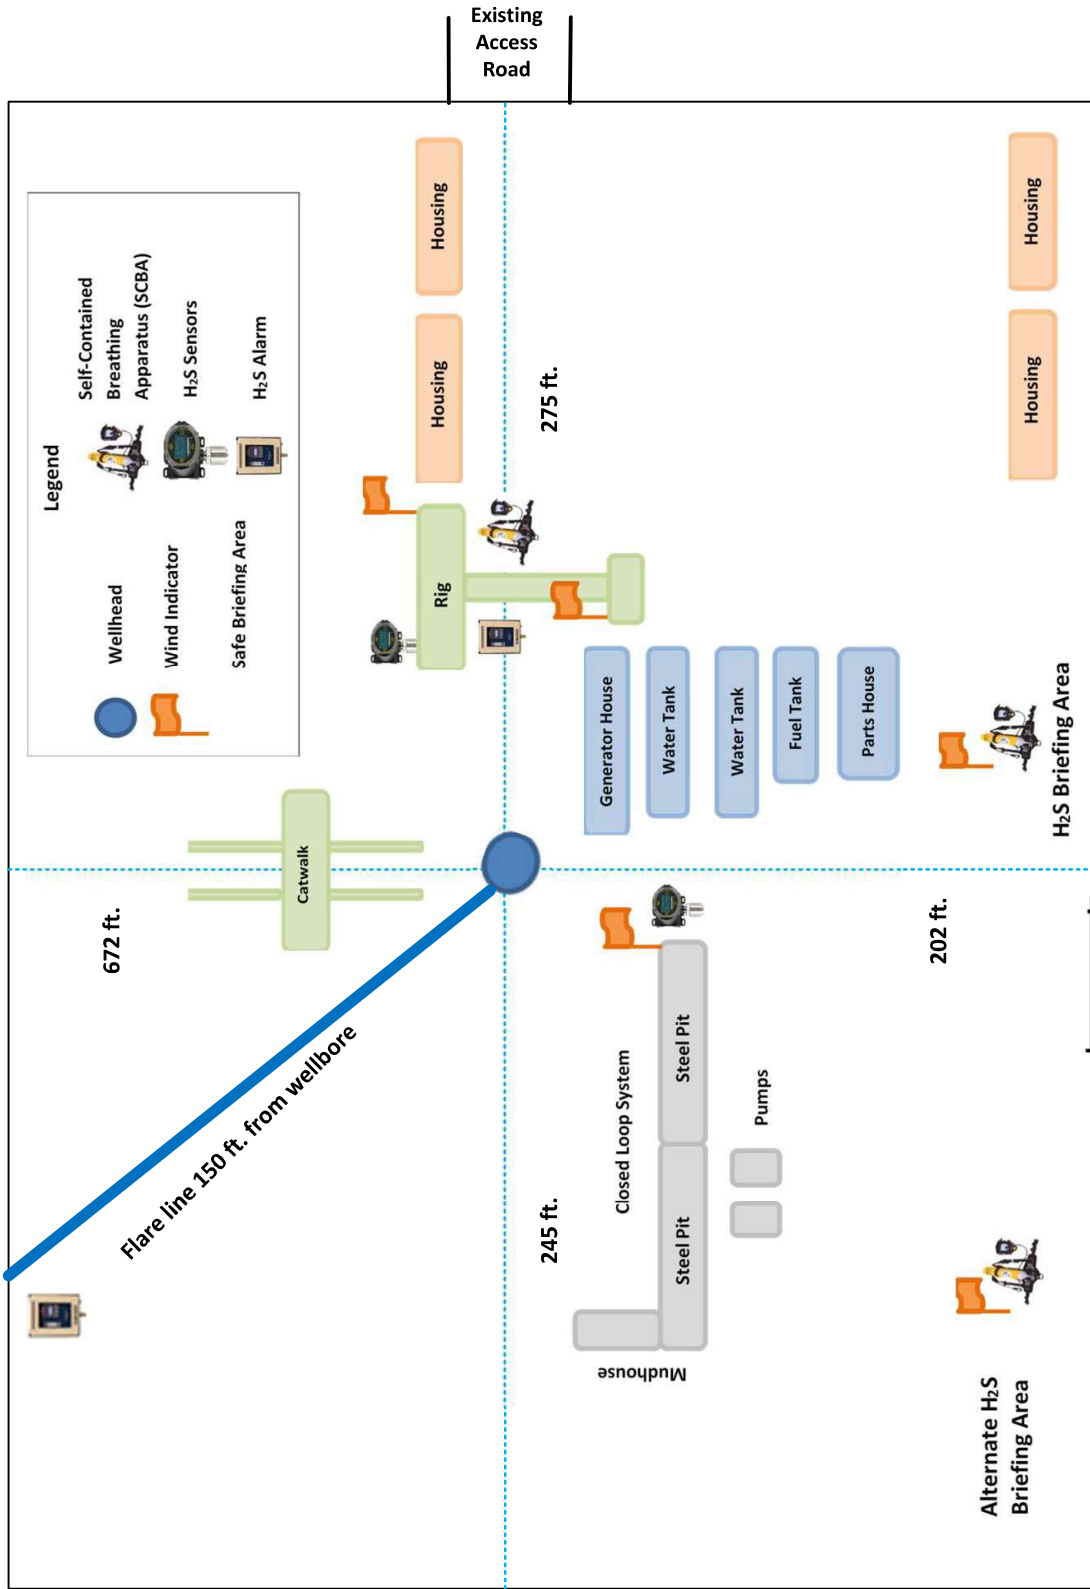 Existing
Access
Road
Legend
Self-Contained
Breathing
Apparatus (SCBA)
H₂S Sensors
H₂S Alarm
Wellhead
Wind Indicator
Safe Briefing Area
Housing
Housing
Housing
Housing
275 ft.
Rig
Catwalk
672 ft.
Generator House
Water Tank
Water Tank
Fuel Tank
Parts House
H₂S Briefing Area
202 ft.
Flare line 150 ft. from wellbore
245 ft.
Closed Loop System
Steel Pit
Steel Pit
Pumps
Mudhouse
Alternate H₂S
Briefing Area